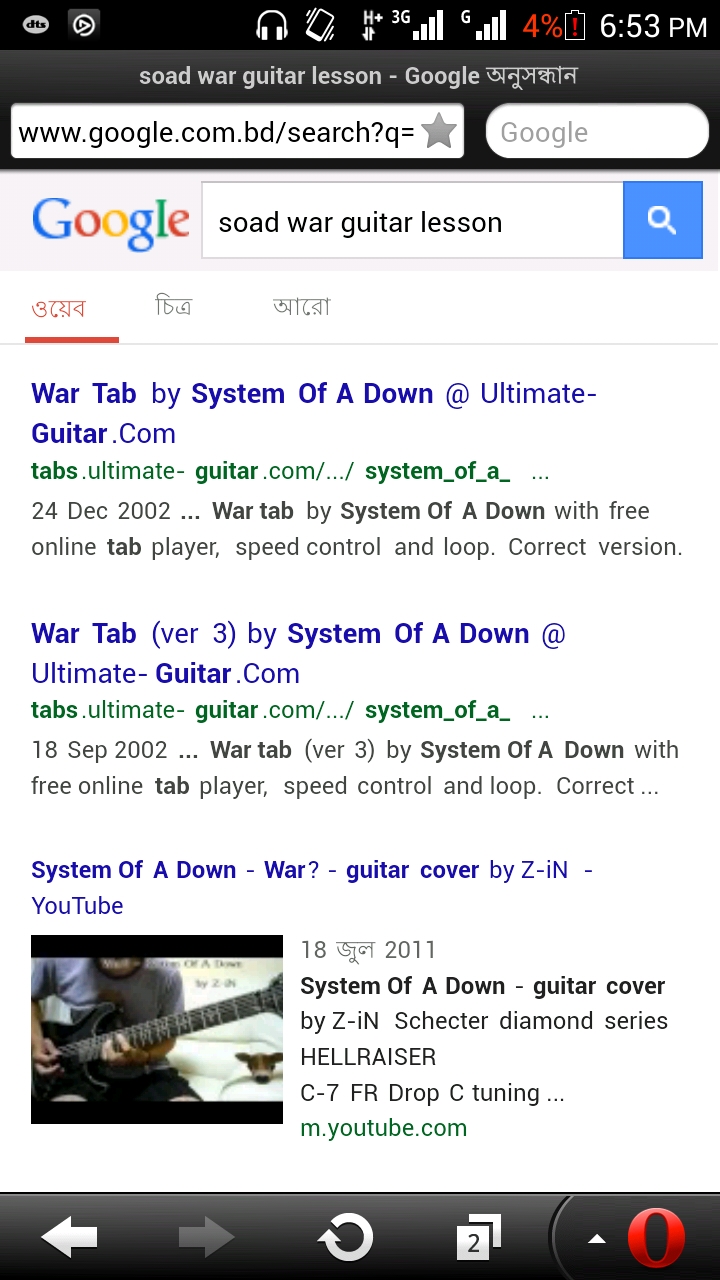 dts H+ 3G G 4% 6:53 PM
soad war guitar lesson - Google অনুসন্ধান
www.google.com.bd/search?q= Google
Google soad war guitar lesson
ওয়েব চিত্র আরো
War Tab by System Of A Down @ Ultimate-
Guitar.Com
tabs.ultimate- guitar.com/.../ system_of_a_ ...
24 Dec 2002 ... War tab by System Of A Down with free
online tab player, speed control and loop. Correct version.
War Tab (ver 3) by System Of A Down @
Ultimate- Guitar.Com
tabs.ultimate- guitar.com/.../ system_of_a_ ...
18 Sep 2002 ... War tab (ver 3) by System Of A Down with
free online tab player, speed control and loop. Correct ...
System Of A Down - War? - guitar cover by Z-iN -
YouTube
System Of A Down
by Z-iN
18 জুল 2011
System Of A Down - guitar cover
by Z-iN Schecter diamond series
HELLRAISER
C-7 FR Drop C tuning ...
m.youtube.com
2